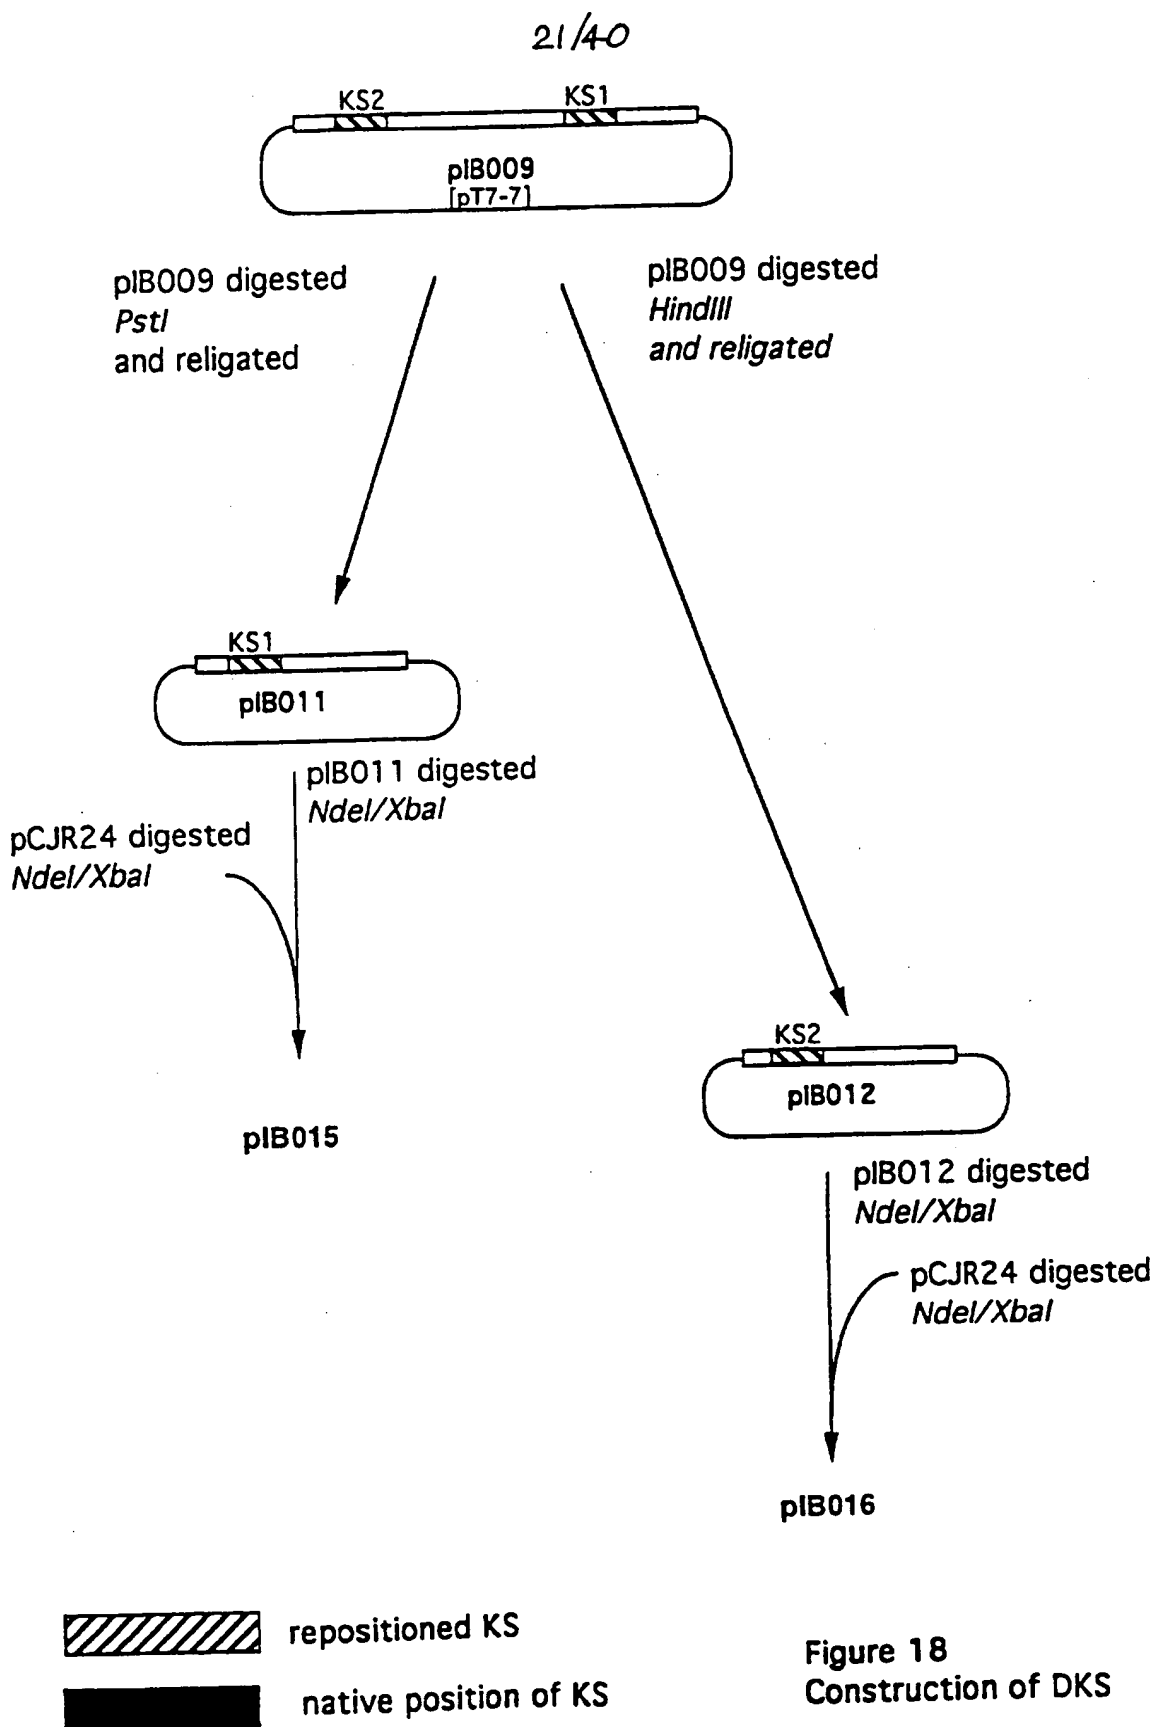 21/40
KS2
KS1
pIB009
[pT7-7]
pIB009 digested
PstI
and religated
pIB009 digested
HindIII
and religated
KS1
pIB011
pIB011 digested
NdeI/XbaI
pCJR24 digested
NdeI/XbaI
pIB015
KS2
pIB012
pIB012 digested
NdeI/XbaI
pCJR24 digested
NdeI/XbaI
pIB016
repositioned KS
native position of KS
Figure 18
Construction of DKS